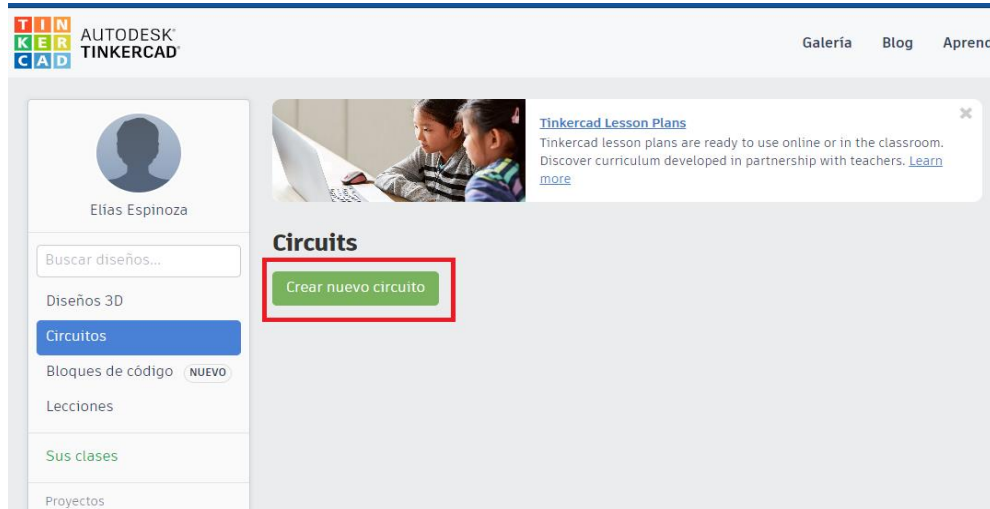 TIN
KER
CAD
AUTODESK®
TINKERCAD®
Galería Blog
Elías Espinoza
Buscar diseños...
Diseños 3D
Circuitos
Bloques de código NUEVO
Lecciones
Sus clases
Proyectos
Tinkercad Lesson Plans
Tinkercad lesson plans are ready to use online or in the classroom.
Discover curriculum developed in partnership with teachers. Learn
more
Circuits
Crear nuevo circuito